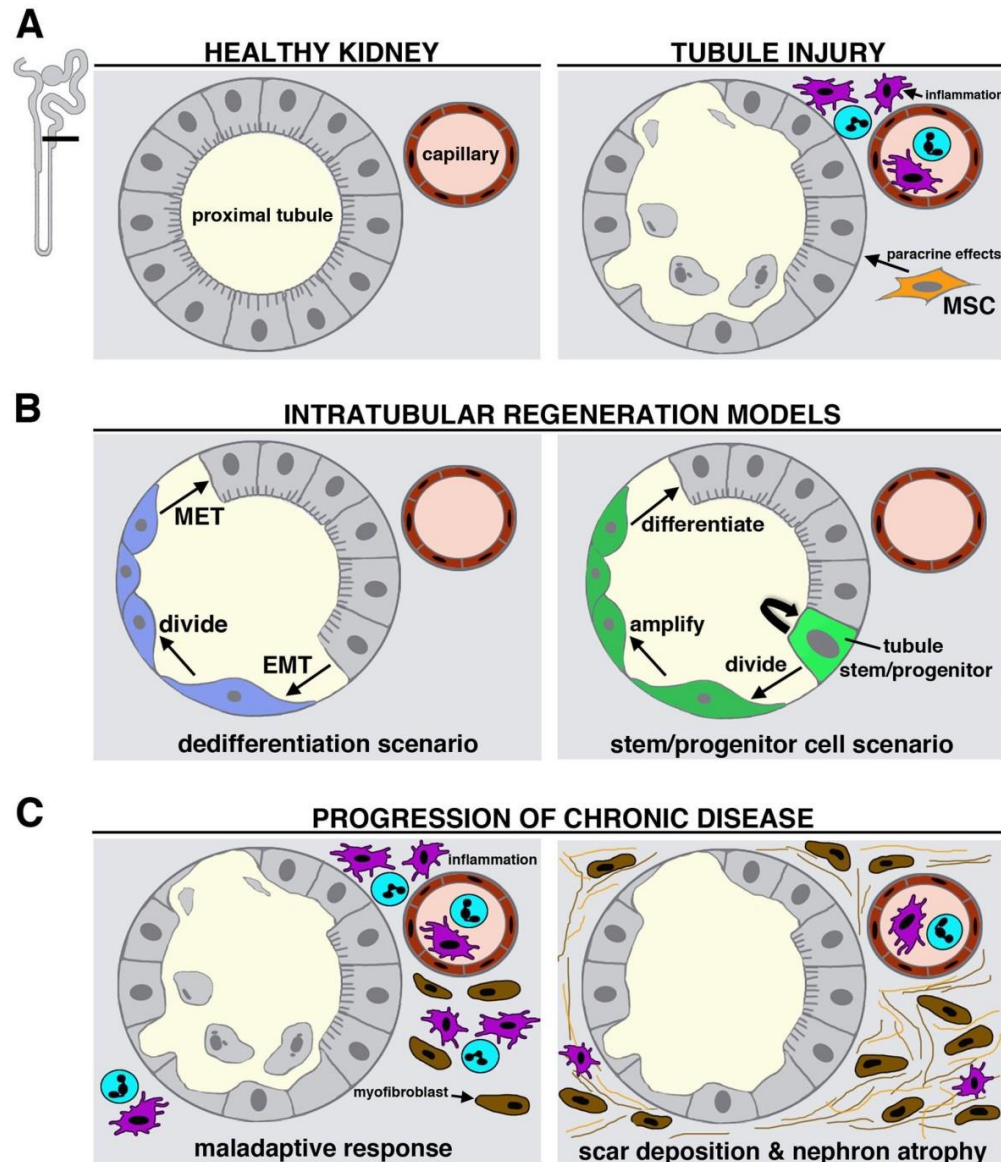 A
HEALTHY KIDNEY
proximal tubule
capillary
TUBULE INJURY
inflammation
paracrine effects
MSC
B
INTRATUBULAR REGENERATION MODELS
MET
divide
EMT
dedifferentiation scenario
differentiate
amplify
divide
tubule
stem/progenitor
stem/progenitor cell scenario
C
PROGRESSION OF CHRONIC DISEASE
inflammation
myofibroblast
maladaptive response
scar deposition & nephron atrophy